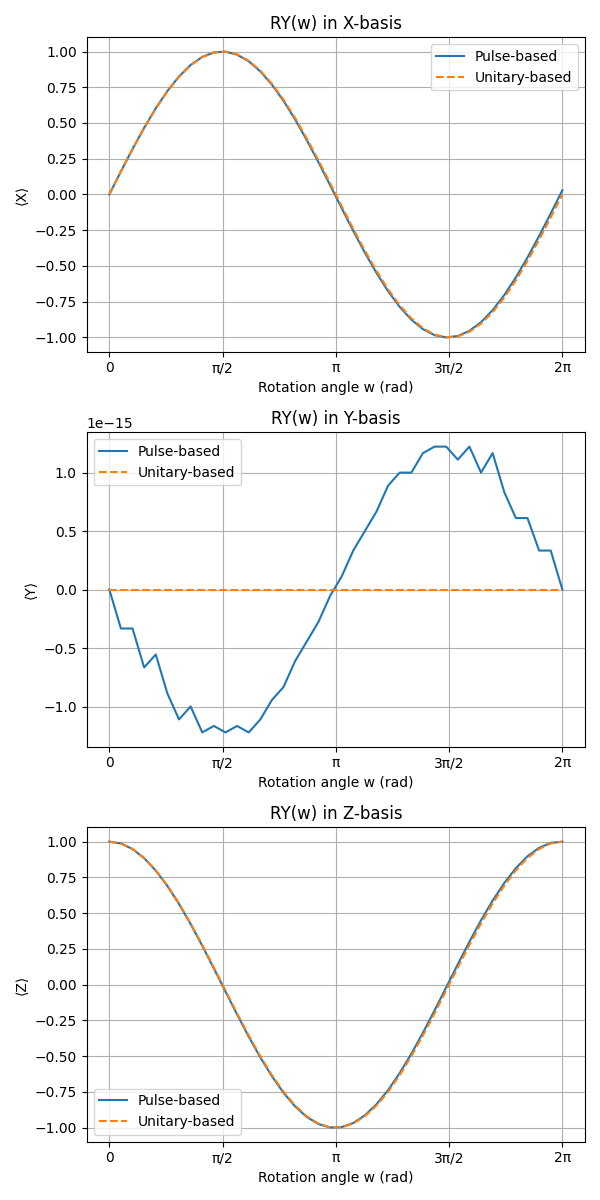 RY(w) in X-basis
1.00
0.75
0.50
0.25
0.00
−0.25
−0.50
−0.75
−1.00
⟨X⟩
Pulse-based
Unitary-based
0 π/2 π 3π/2 2π
Rotation angle w (rad)
RY(w) in Y-basis
1e−15
1.0
0.5
0.0
−0.5
−1.0
⟨Y⟩
Pulse-based
Unitary-based
0 π/2 π 3π/2 2π
Rotation angle w (rad)
RY(w) in Z-basis
1.00
0.75
0.50
0.25
0.00
−0.25
−0.50
−0.75
−1.00
⟨Z⟩
Pulse-based
Unitary-based
0 π/2 π 3π/2 2π
Rotation angle w (rad)